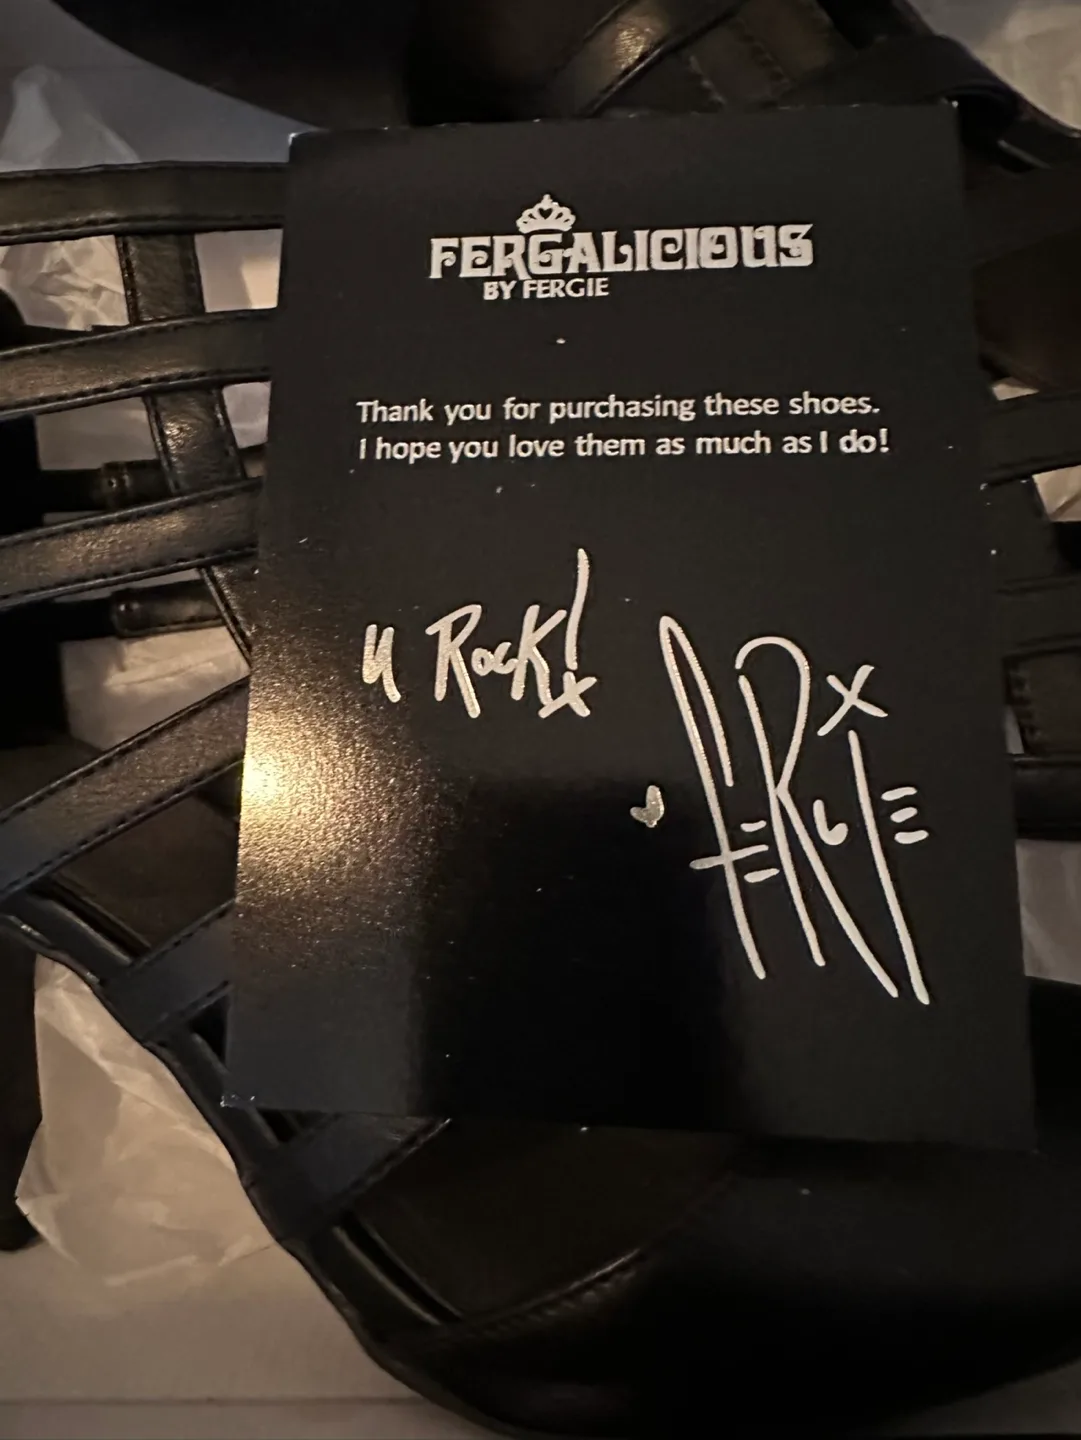 FERGALICIOUS
BY FERGIE
Thank you for purchasing these shoes.
I hope you love them as much as I do!
u Rock! x
FERGIE